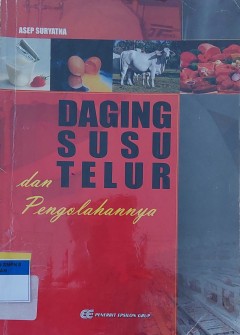 ASEP SURYATNA
DAGING
SUSU
dan TELUR
Pengolahannya
PENERBIT EPSILON GRUP